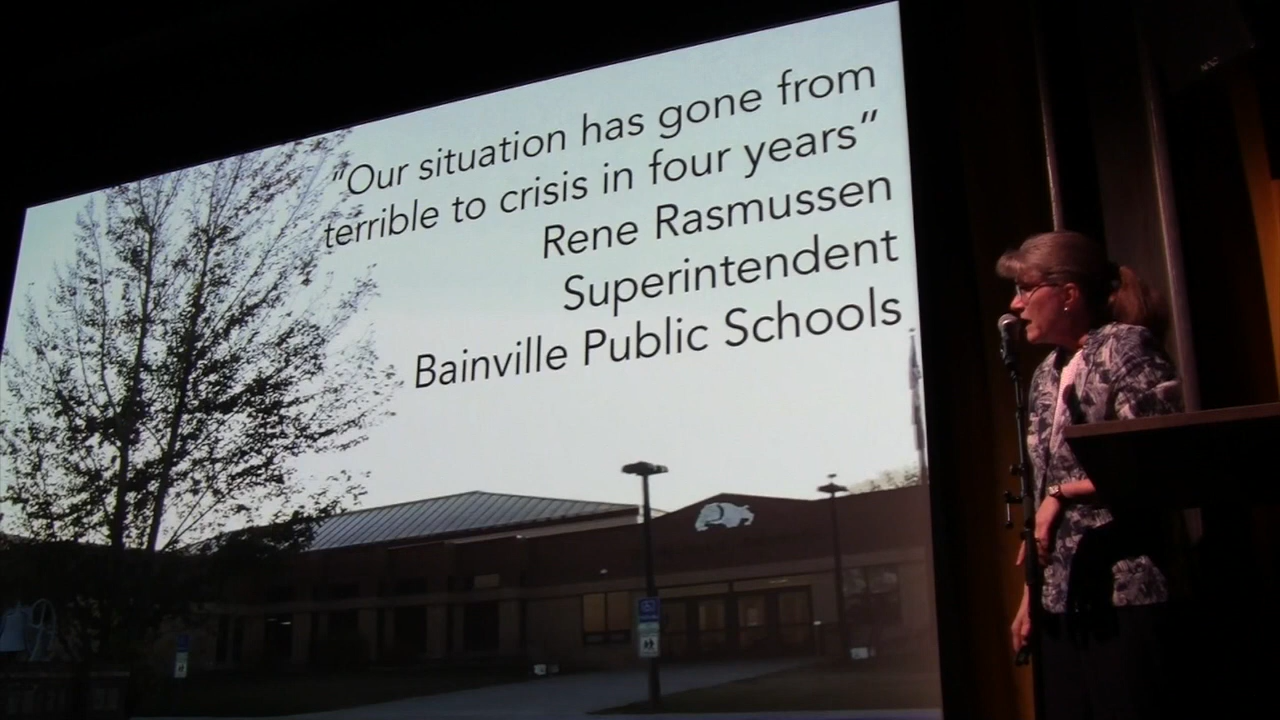 "Our situation has gone from
terrible to crisis in four years"
Rene Rasmussen
Superintendent
Bainville Public Schools